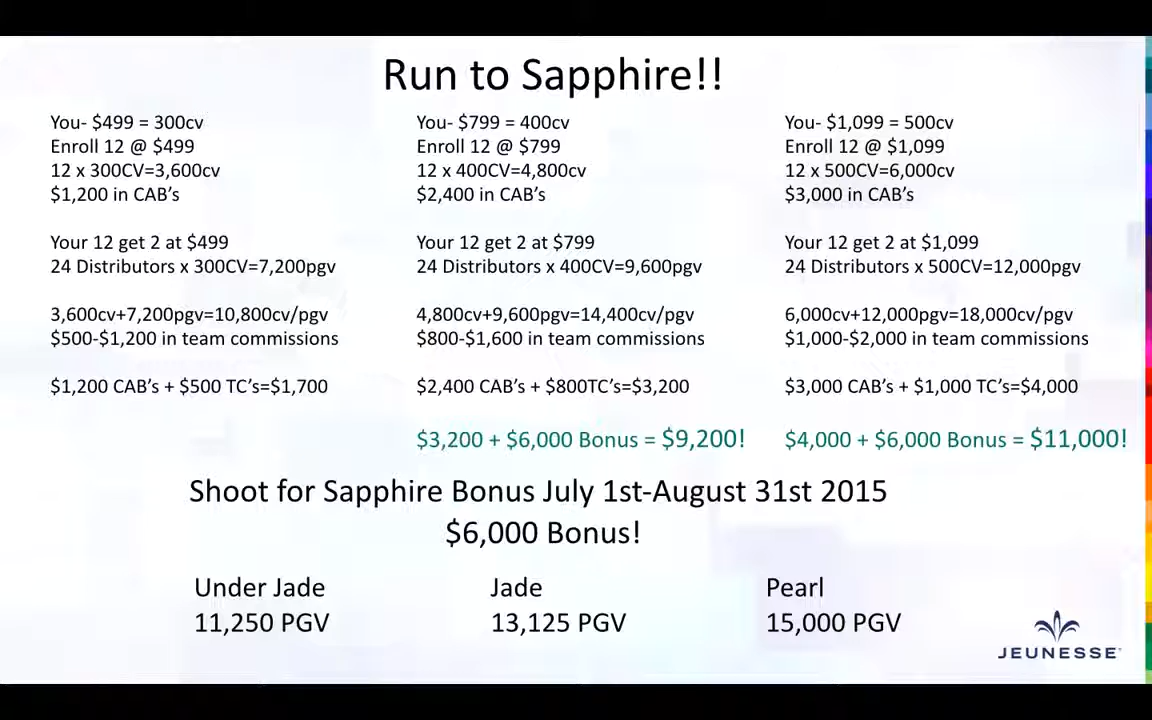 Run to Sapphire!!
You- $499 = 300cv
Enroll 12 @ $499
12 x 300CV=3,600cv
$1,200 in CAB's
Your 12 get 2 at $499
24 Distributors x 300CV=7,200pgv
3,600cv+7,200pgv=10,800cv/pgv
$500-$1,200 in team commissions
$1,200 CAB's + $500 TC's=$1,700
You- $799 = 400cv
Enroll 12 @ $799
12 x 400CV=4,800cv
$2,400 in CAB's
Your 12 get 2 at $799
24 Distributors x 400CV=9,600pgv
4,800cv+9,600pgv=14,400cv/pgv
$800-$1,600 in team commissions
$2,400 CAB's + $800TC's=$3,200
$3,200 + $6,000 Bonus = $9,200!
You- $1,099 = 500cv
Enroll 12 @ $1,099
12 x 500CV=6,000cv
$3,000 in CAB's
Your 12 get 2 at $1,099
24 Distributors x 500CV=12,000pgv
6,000cv+12,000pgv=18,000cv/pgv
$1,000-$2,000 in team commissions
$3,000 CAB's + $1,000 TC's=$4,000
$4,000 + $6,000 Bonus = $11,000!
Shoot for Sapphire Bonus July 1st-August 31st 2015
$6,000 Bonus!
Under Jade
11,250 PGV
Jade
13,125 PGV
Pearl
15,000 PGV
JEUNESSE